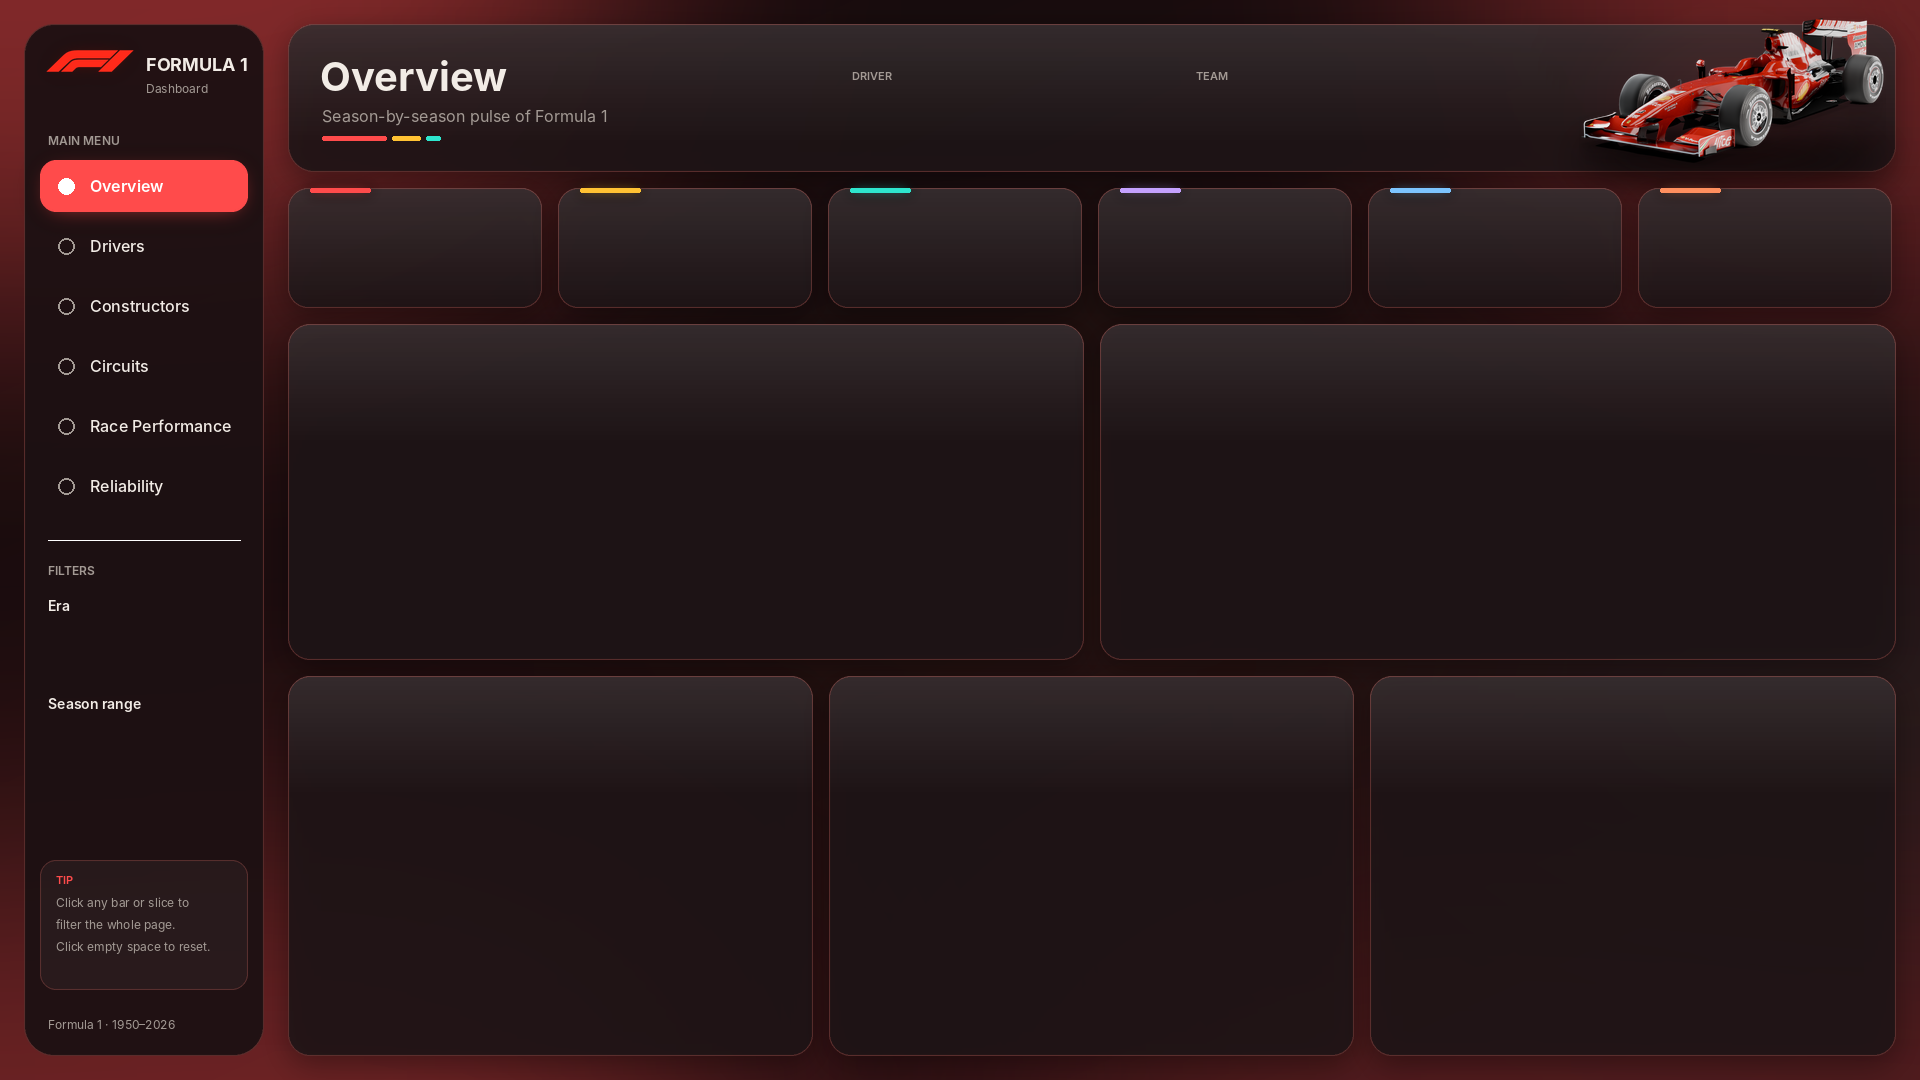 FORMULA 1
Dashboard
MAIN MENU
Overview
Drivers
Constructors
Circuits
Race Performance
Reliability
FILTERS
Era
Season range
TIP
Click any bar or slice to
filter the whole page.
Click empty space to reset.
Formula 1 · 1950–2026
Overview
Season-by-season pulse of Formula 1
DRIVER
TEAM